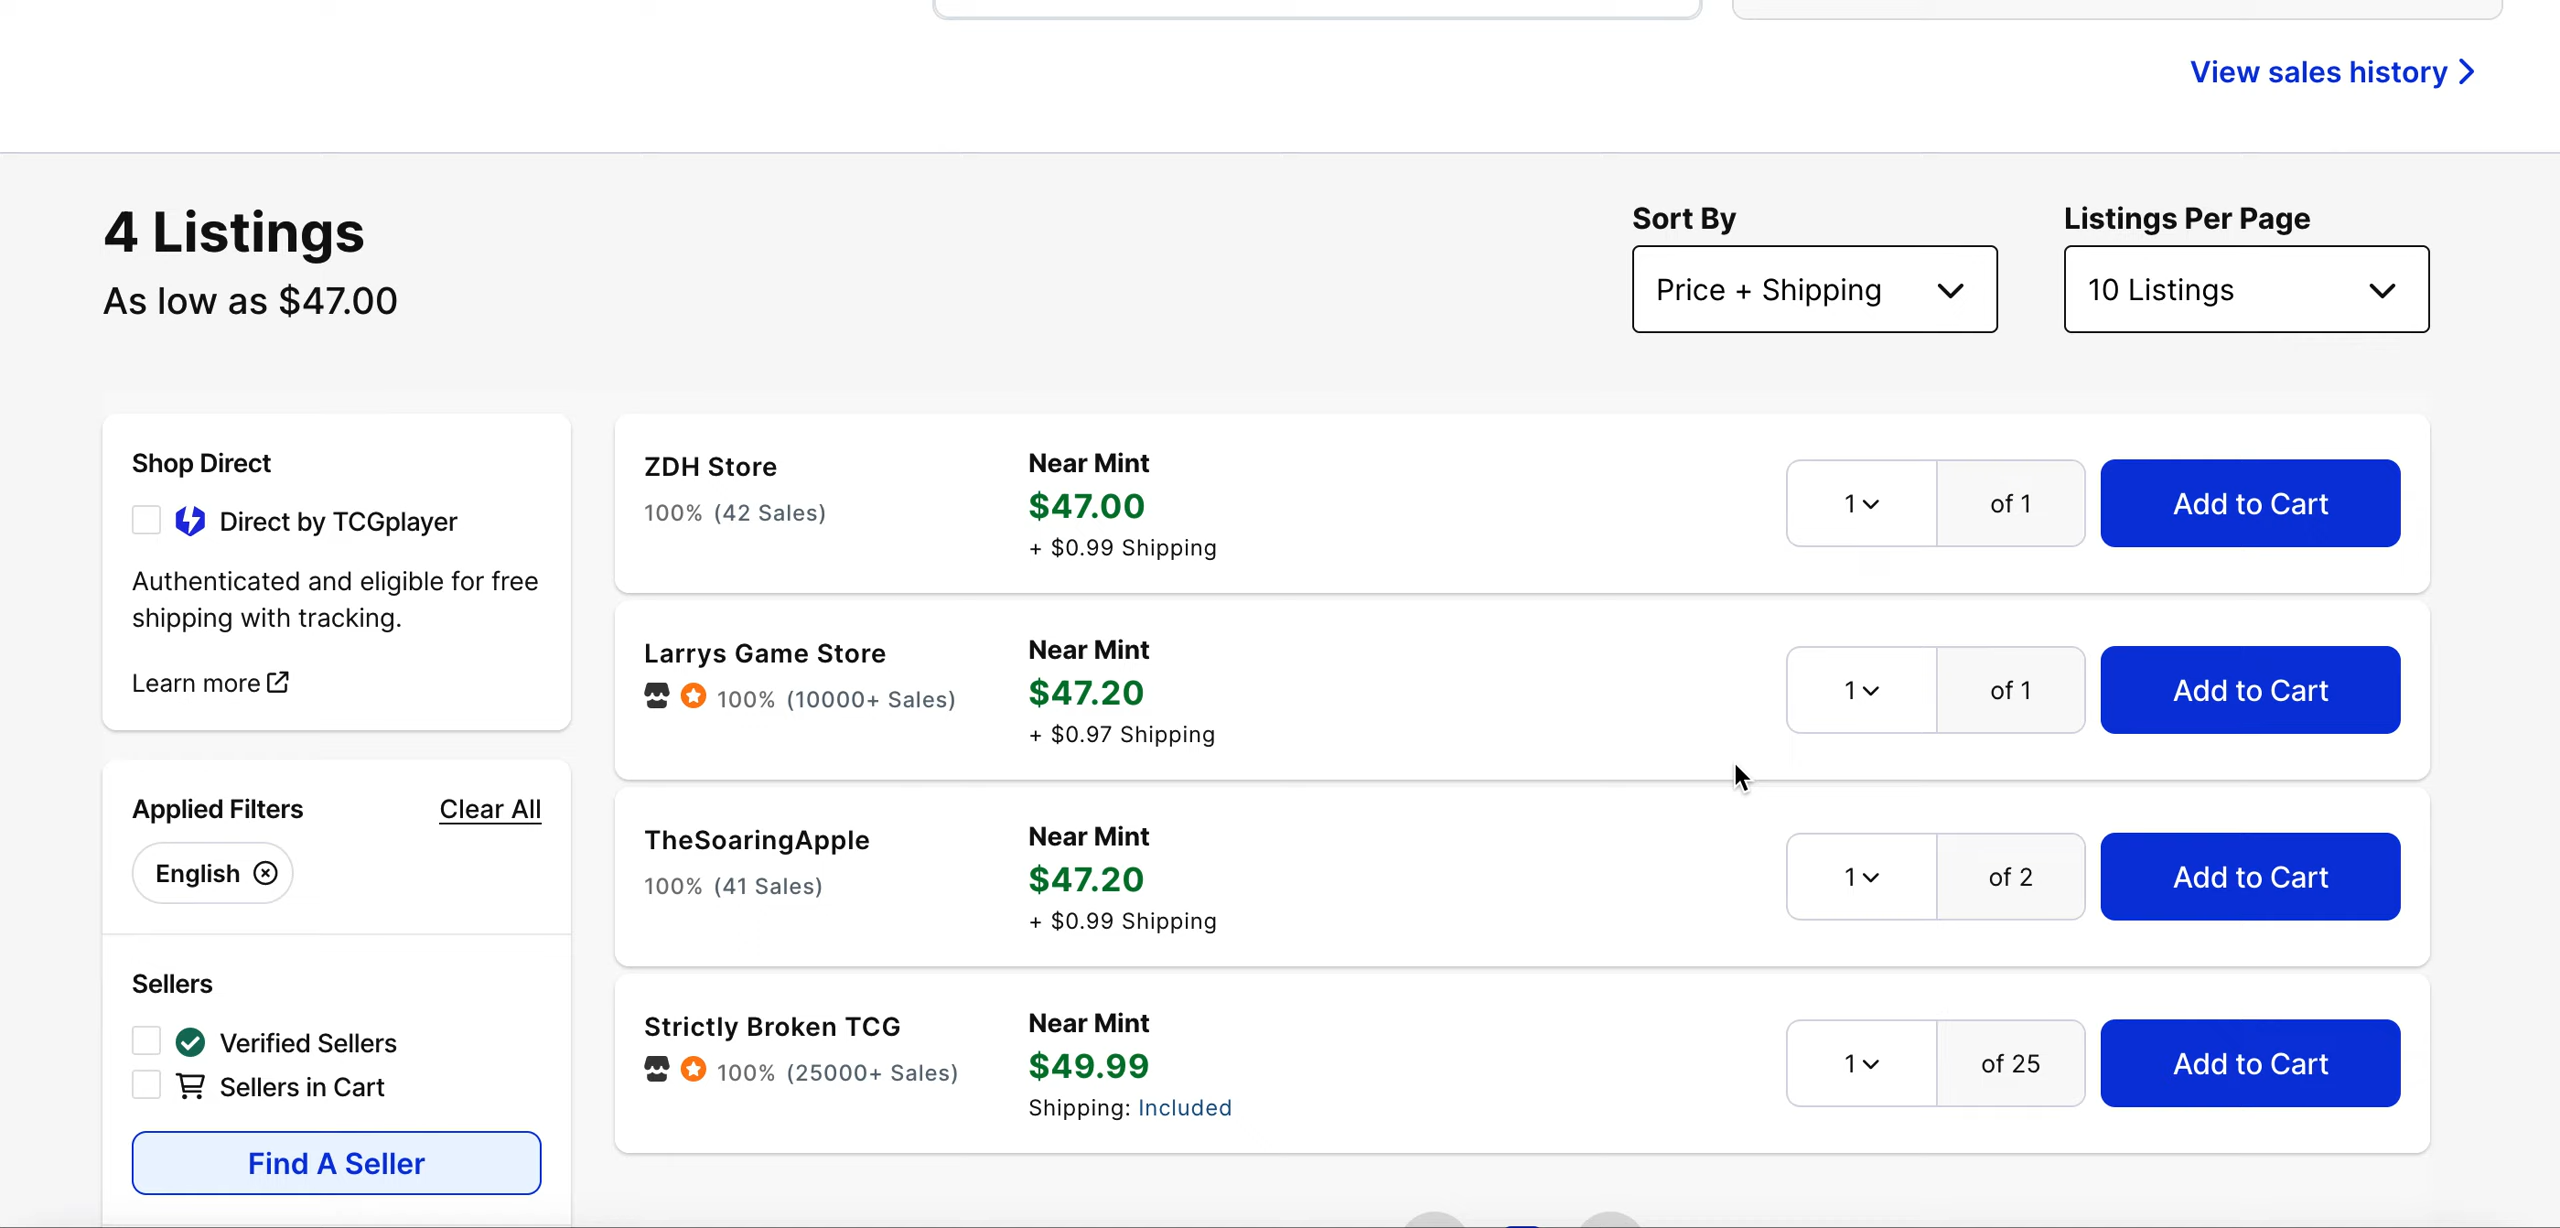 View sales history
4 Listings
As low as $47.00
Sort By
Price + Shipping
Listings Per Page
10 Listings
Shop Direct
Direct by TCGplayer
Authenticated and eligible for free
shipping with tracking.
Learn more
Applied Filters
Clear All
English
Sellers
Verified Sellers
Sellers in Cart
Find A Seller
ZDH Store
100% (42 Sales)
Near Mint
$47.00
+ $0.99 Shipping
1
of 1
Add to Cart
Larrys Game Store
100% (10000+ Sales)
Near Mint
$47.20
+ $0.97 Shipping
1
of 1
Add to Cart
TheSoaringApple
100% (41 Sales)
Near Mint
$47.20
+ $0.99 Shipping
1
of 2
Add to Cart
Strictly Broken TCG
100% (25000+ Sales)
Near Mint
$49.99
Shipping: Included
1
of 25
Add to Cart